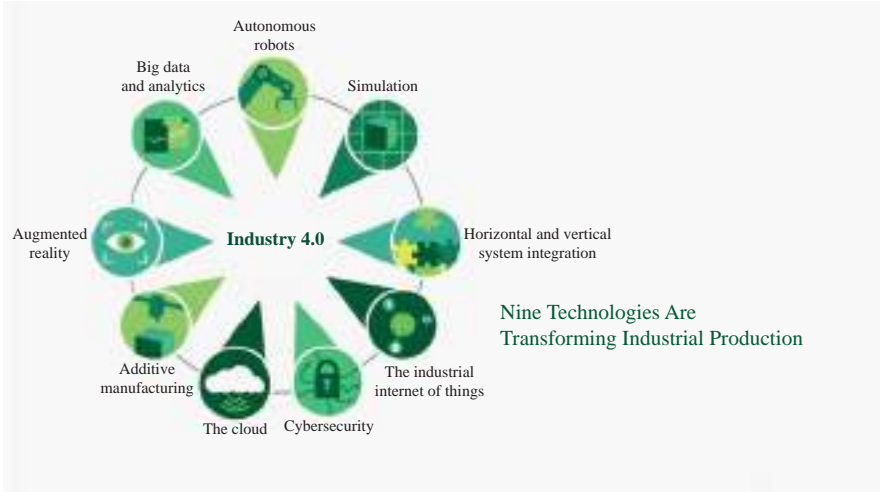 Autonomous
robots
Big data
and analytics
Simulation
Augmented
reality
Industry 4.0
Horizontal and vertical
system integration
Nine Technologies Are
Transforming Industrial Production
Additive
manufacturing
The industrial
internet of things
The cloud
Cybersecurity